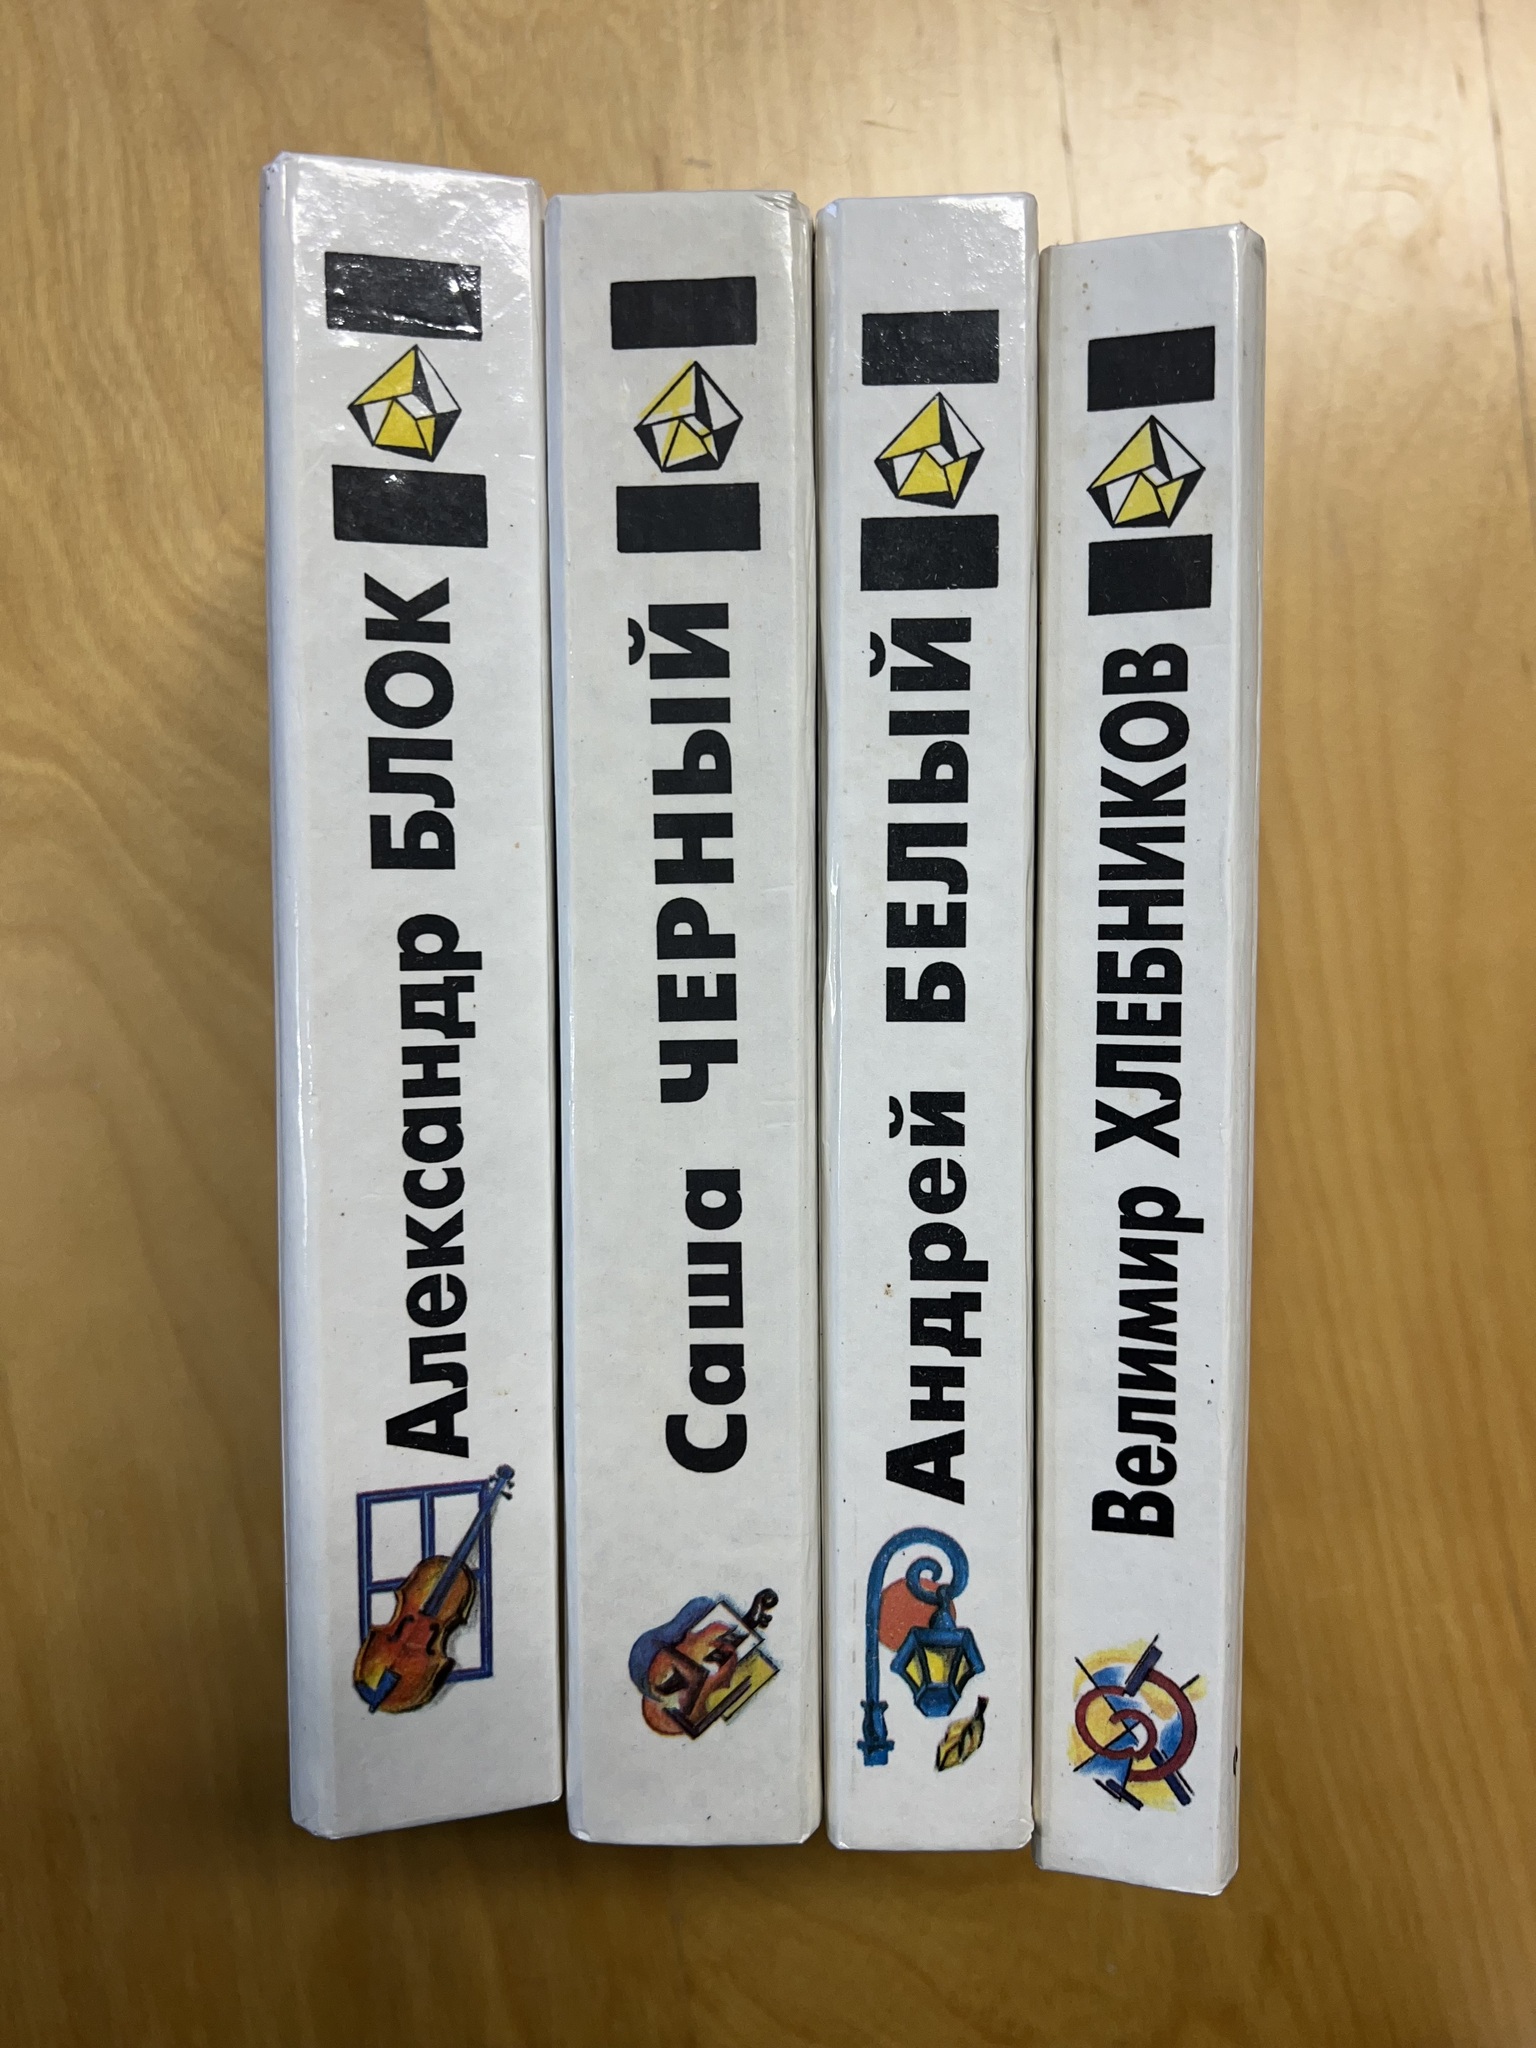 Александр БЛОК
Саша ЧЕРНЫЙ
Андрей БЕЛЫЙ
Велимир ХЛЕБНИКОВ